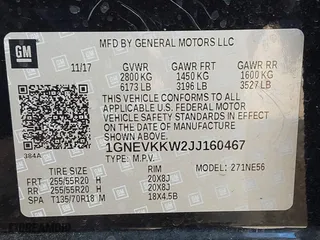 GM
MFD BY GENERAL MOTORS LLC
11/17 GVWR GAWR FRT GAWR RR
2800 KG 1450 KG 1600 KG
6173 LB 3196 LB 3527 LB
THIS VEHICLE CONFORMS TO ALL
APPLICABLE U.S. FEDERAL MOTOR
VEHICLE SAFETY STANDARDS IN EFFECT
ON THE DATE OF MANUFACTURE
SHOWN ABOVE.
384A
1GNEVKKW2JJ160467
TYPE: M.P.V. MODEL: 271NE56
TIRE SIZE RIM
FRT 255/55R20 H 20X8J
RR 255/55R20 H 20X8J
SPA T135/70R18 M 18X4.5B
GM